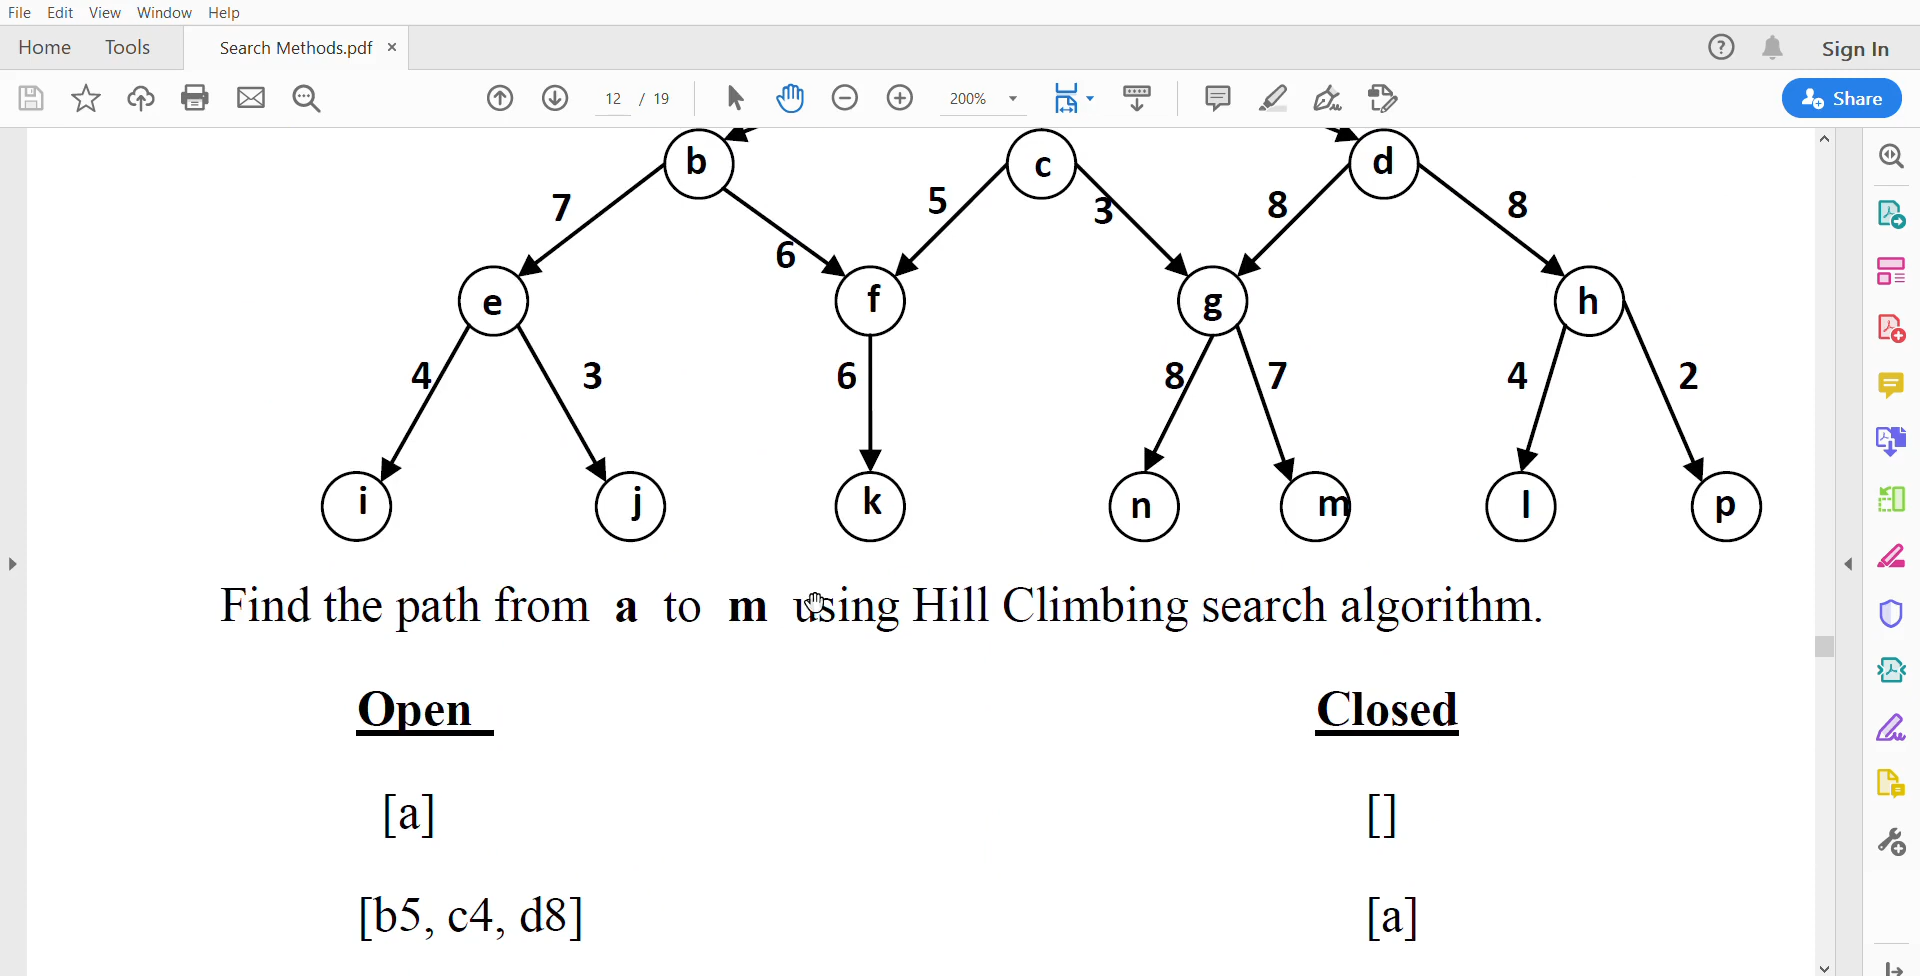 File Edit View Window Help
Home Tools Search Methods.pdf × Sign In
12 / 19 200% Share
b c d
7 5 3 8 8
6
e f g h
4 3 6 8 7 4 2
i j k n m l p
Find the path from a to m using Hill Climbing search algorithm.
Open Closed
[a] []
[b5, c4, d8] [a]